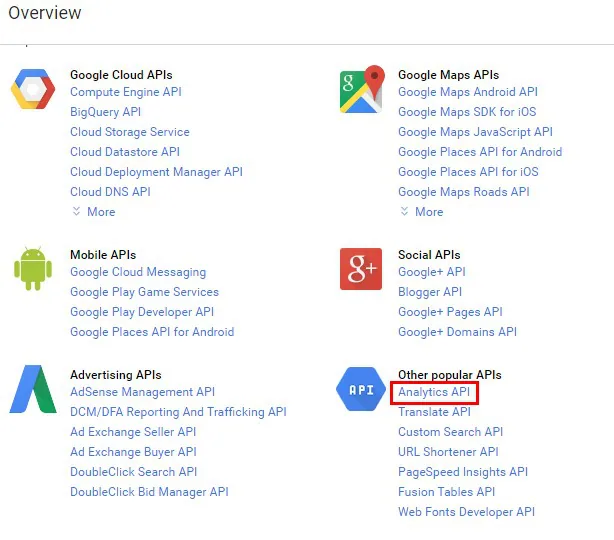 Overview
Google Cloud APIs
Compute Engine API
BigQuery API
Cloud Storage Service
Cloud Datastore API
Cloud Deployment Manager API
Cloud DNS API
More
Google Maps APIs
Google Maps Android API
Google Maps SDK for iOS
Google Maps JavaScript API
Google Places API for Android
Google Places API for iOS
Google Maps Roads API
More
Mobile APIs
Google Cloud Messaging
Google Play Game Services
Google Play Developer API
Google Places API for Android
g+
Social APIs
Google+ API
Blogger API
Google+ Pages API
Google+ Domains API
Advertising APIs
AdSense Management API
DCM/DFA Reporting And Trafficking API
Ad Exchange Seller API
Ad Exchange Buyer API
DoubleClick Search API
DoubleClick Bid Manager API
API
Other popular APIs
Analytics API
Translate API
Custom Search API
URL Shortener API
PageSpeed Insights API
Fusion Tables API
Web Fonts Developer API